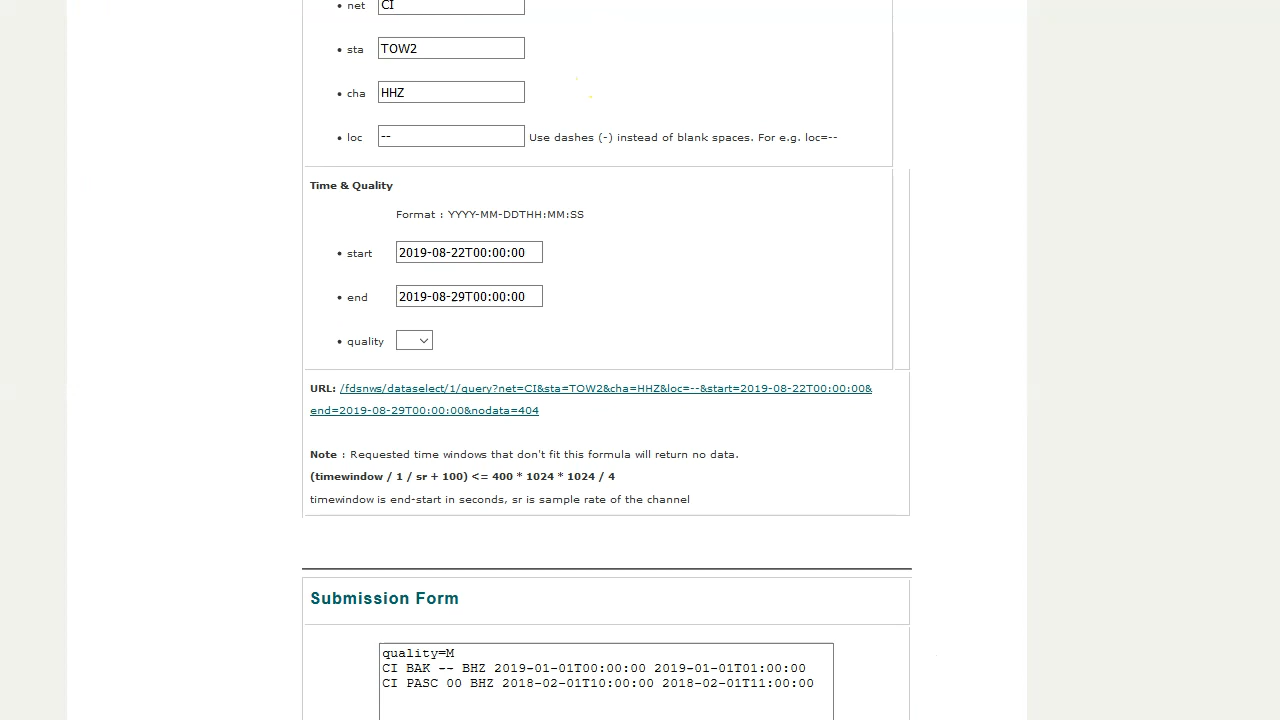 • net CI
• sta TOW2
• cha HHZ
• loc -- Use dashes (-) instead of blank spaces. For e.g. loc=--
Time & Quality
Format : YYYY-MM-DDTHH:MM:SS
• start 2019-08-22T00:00:00
• end 2019-08-29T00:00:00
• quality
URL: /fdsnws/dataselect/1/query?net=CI&sta=TOW2&cha=HHZ&loc=--&start=2019-08-22T00:00:00&
end=2019-08-29T00:00:00&nodata=404
Note : Requested time windows that don't fit this formula will return no data.
(timewindow / 1 / sr + 100) <= 400 * 1024 * 1024 / 4
timewindow is end-start in seconds, sr is sample rate of the channel
Submission Form
quality=M
CI BAK -- BHZ 2019-01-01T00:00:00 2019-01-01T01:00:00
CI PASC 00 BHZ 2018-02-01T10:00:00 2018-02-01T11:00:00